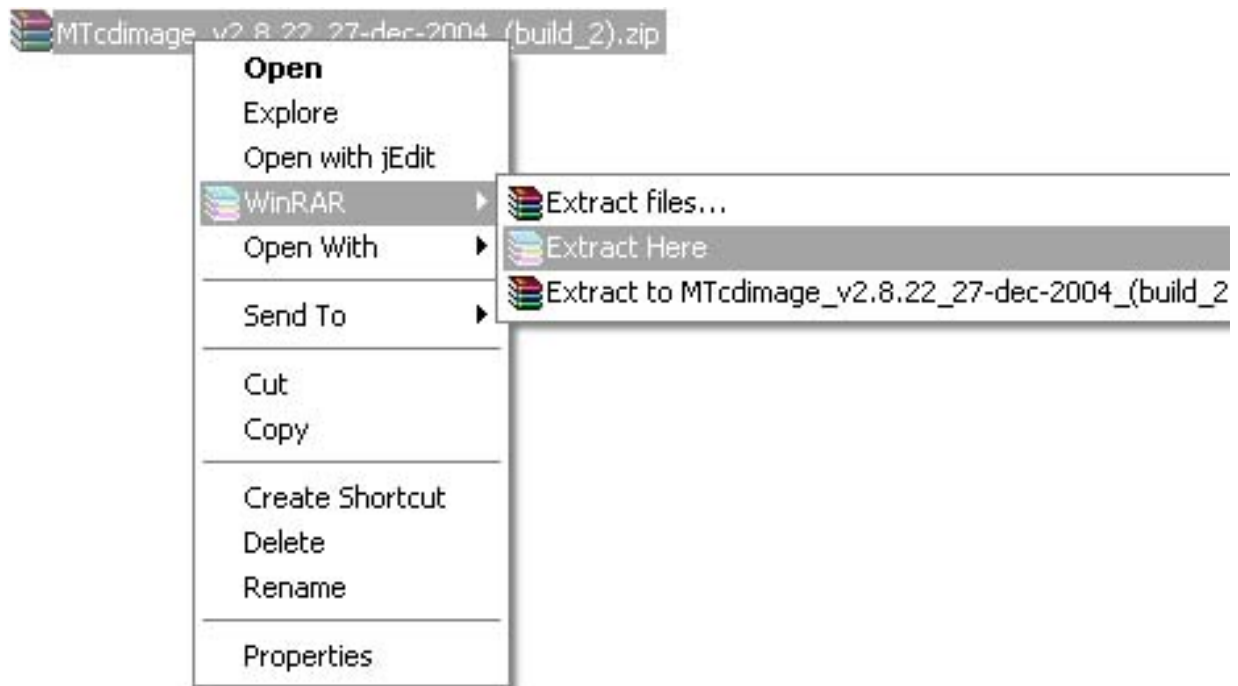 MTcdimage_v2.8.22_27-dec-2004_(build_2).zip
Open
Explore
Open with jEdit
WinRAR
Extract files...
Extract Here
Extract to MTcdimage_v2.8.22_27-dec-2004_(build_2
Open With
Send To
Cut
Copy
Create Shortcut
Delete
Rename
Properties